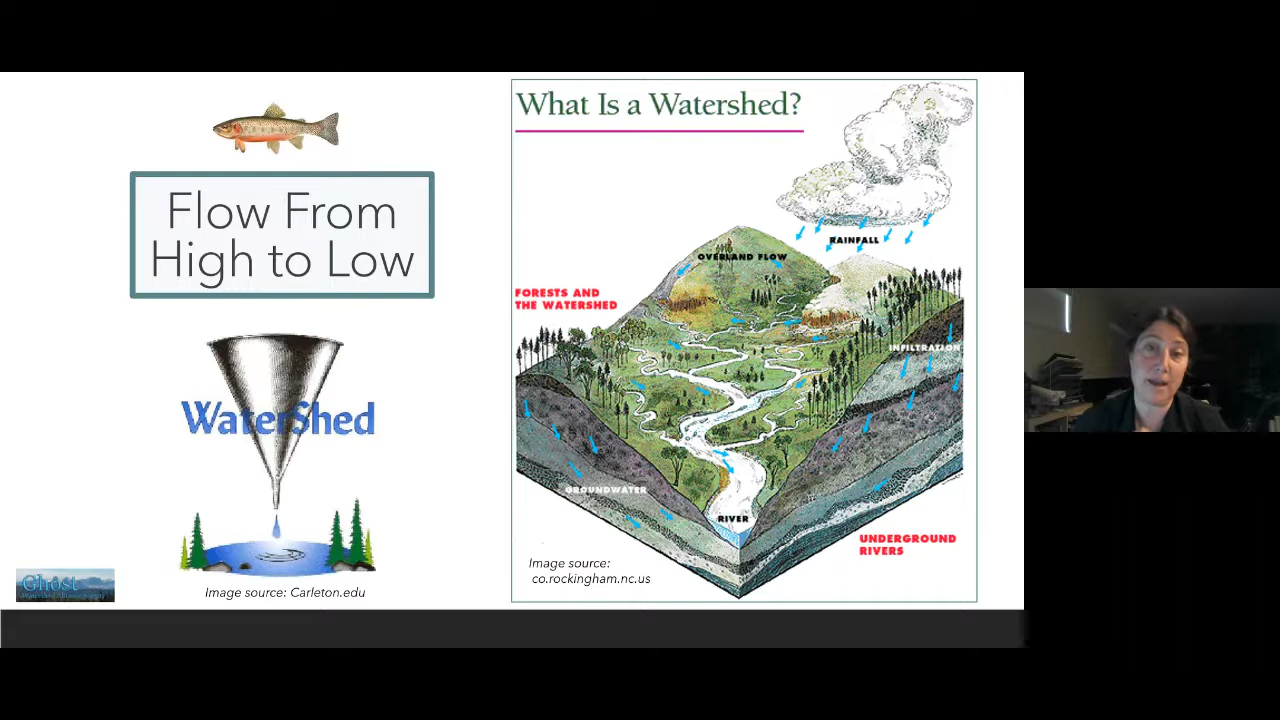 Flow From
High to Low
WaterShed
Image source: Carleton.edu
Ghost
What Is a Watershed?
RAINFALL
OVERLAND FLOW
FORESTS AND
THE WATERSHED
INFILTRATION
GROUNDWATER
RIVER
UNDERGROUND
RIVERS
Image source:
co.rockingham.nc.us